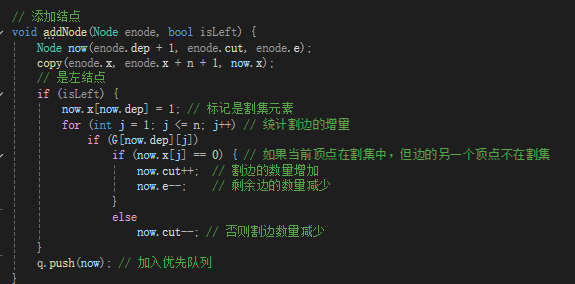 // 添加结点
void addNode(Node enode, bool isLeft) {
    Node now(enode.dep + 1, enode.cut, enode.e);
    copy(enode.x, enode.x + n + 1, now.x);
    // 是左结点
    if (isLeft) {
        now.x[now.dep] = 1; // 标记是割集元素
        for (int j = 1; j <= n; j++) // 统计割边的增量
            if (G[now.dep][j])
                if (now.x[j] == 0) { // 如果当前顶点在割集中，但边的另一个顶点不在割集
                    now.cut++;  // 割边的数量增加
                    now.e--;    // 剩余边的数量减少
                }
                else
                    now.cut--; // 否则割边数量减少
    }
    q.push(now); // 加入优先队列
}